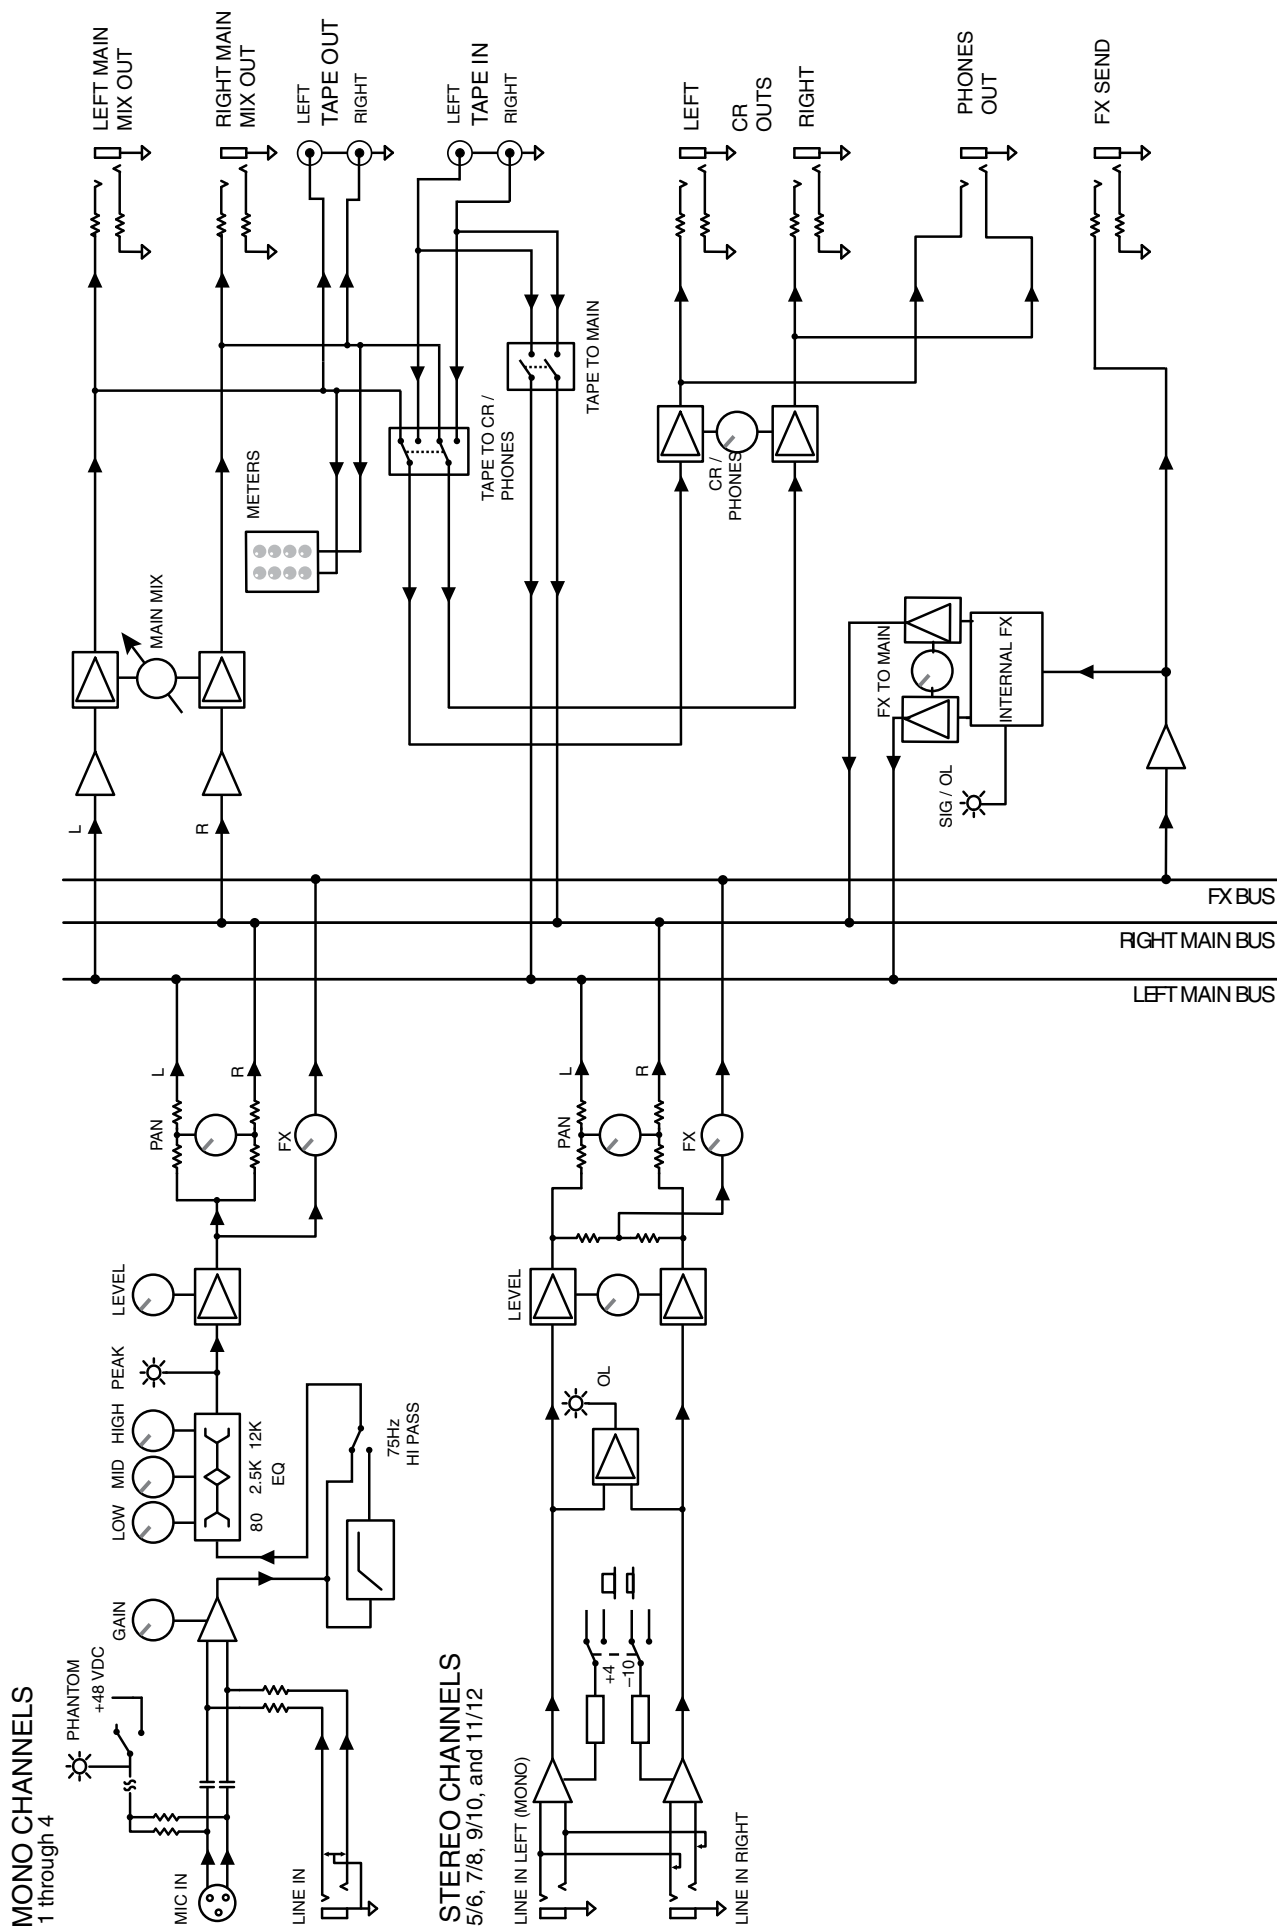 MONO CHANNELS
1 through 4
MIC IN
LINE IN
PHANTOM
+48 VDC
GAIN
LOW
MID
HIGH
80
2.5K
12K
EQ
75Hz
HI PASS
PEAK
LEVEL
PAN
L
R
FX
STEREO CHANNELS
5/6, 7/8, 9/10, and 11/12
LINE IN LEFT (MONO)
LINE IN RIGHT
+4
–10
OL
LEVEL
PAN
L
R
FX
LEFT MAIN BUS
RIGHT MAIN BUS
FX BUS
L
R
MAIN MIX
METERS
TAPE TO CR /
PHONES
TAPE TO MAIN
CR /
PHONES
FX TO MAIN
INTERNAL FX
SIG / OL
LEFT MAIN
MIX OUT
RIGHT MAIN
MIX OUT
LEFT
TAPE OUT
RIGHT
LEFT
TAPE IN
RIGHT
LEFT
CR
OUTS
RIGHT
PHONES
OUT
FX SEND